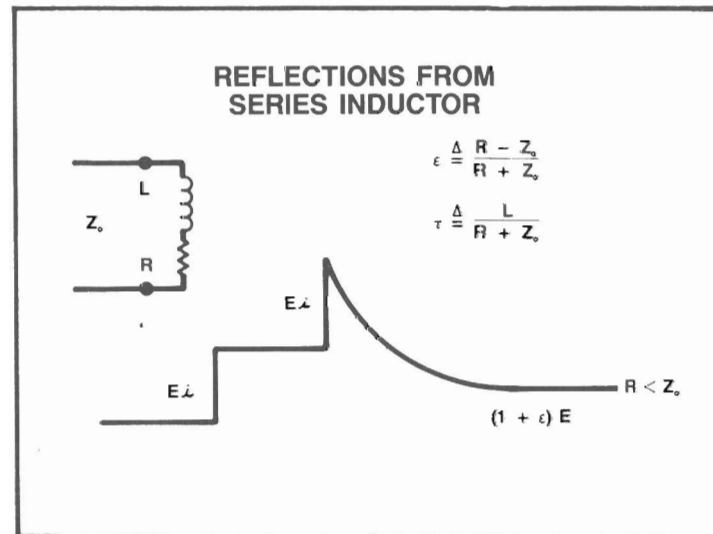 REFLECTIONS FROM
SERIES INDUCTOR
ε ≜ R − Z₀
R + Z₀
L
Z₀
τ ≜ L
R + Z₀
R
Ei
Ei
R < Z₀
(1 + ε) E